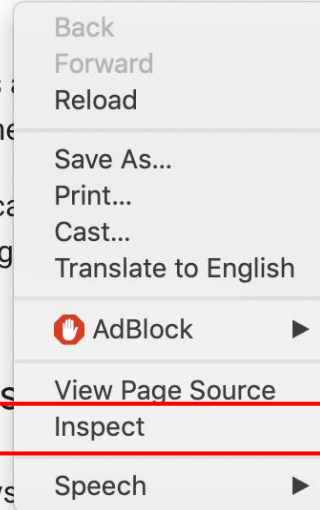 Back
Forward
Reload
Save As...
Print...
Cast...
Translate to English
AdBlock
View Page Source
Inspect
Speech